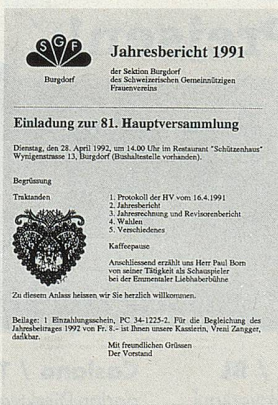 SGF
Burgdorf
Jahresbericht 1991
der Sektion Burgdorf
des Schweizerischen Gemeinnützigen
Frauenvereins
Einladung zur 81. Hauptversammlung
Dienstag, den 28. April 1992, um 14.00 Uhr im Restaurant "Schützenhaus"
Wynigenstrasse 13, Burgdorf (Bushaltestelle vorhanden).
Begrüssung
Traktanden
1. Protokoll der HV vom 16.4.1991
2. Jahresbericht
3. Jahresrechnung und Revisorenbericht
4. Wahlen
5. Verschiedenes
Kaffeepause
Anschliessend erzählt uns Herr Paul Born
von seiner Tätigkeit als Schauspieler
bei der Emmentaler Liebhaberbühne
Zu diesem Anlass heissen wir Sie herzlich willkommen.
Beilage: 1 Einzahlungsschein, PC 34-1225-2. Für die Begleichung des
Jahresbeitrages 1992 von Fr. 8.- ist Ihnen unsere Kassierin, Vreni Zangger,
dankbar.
Mit freundlichen Grüssen
Der Vorstand